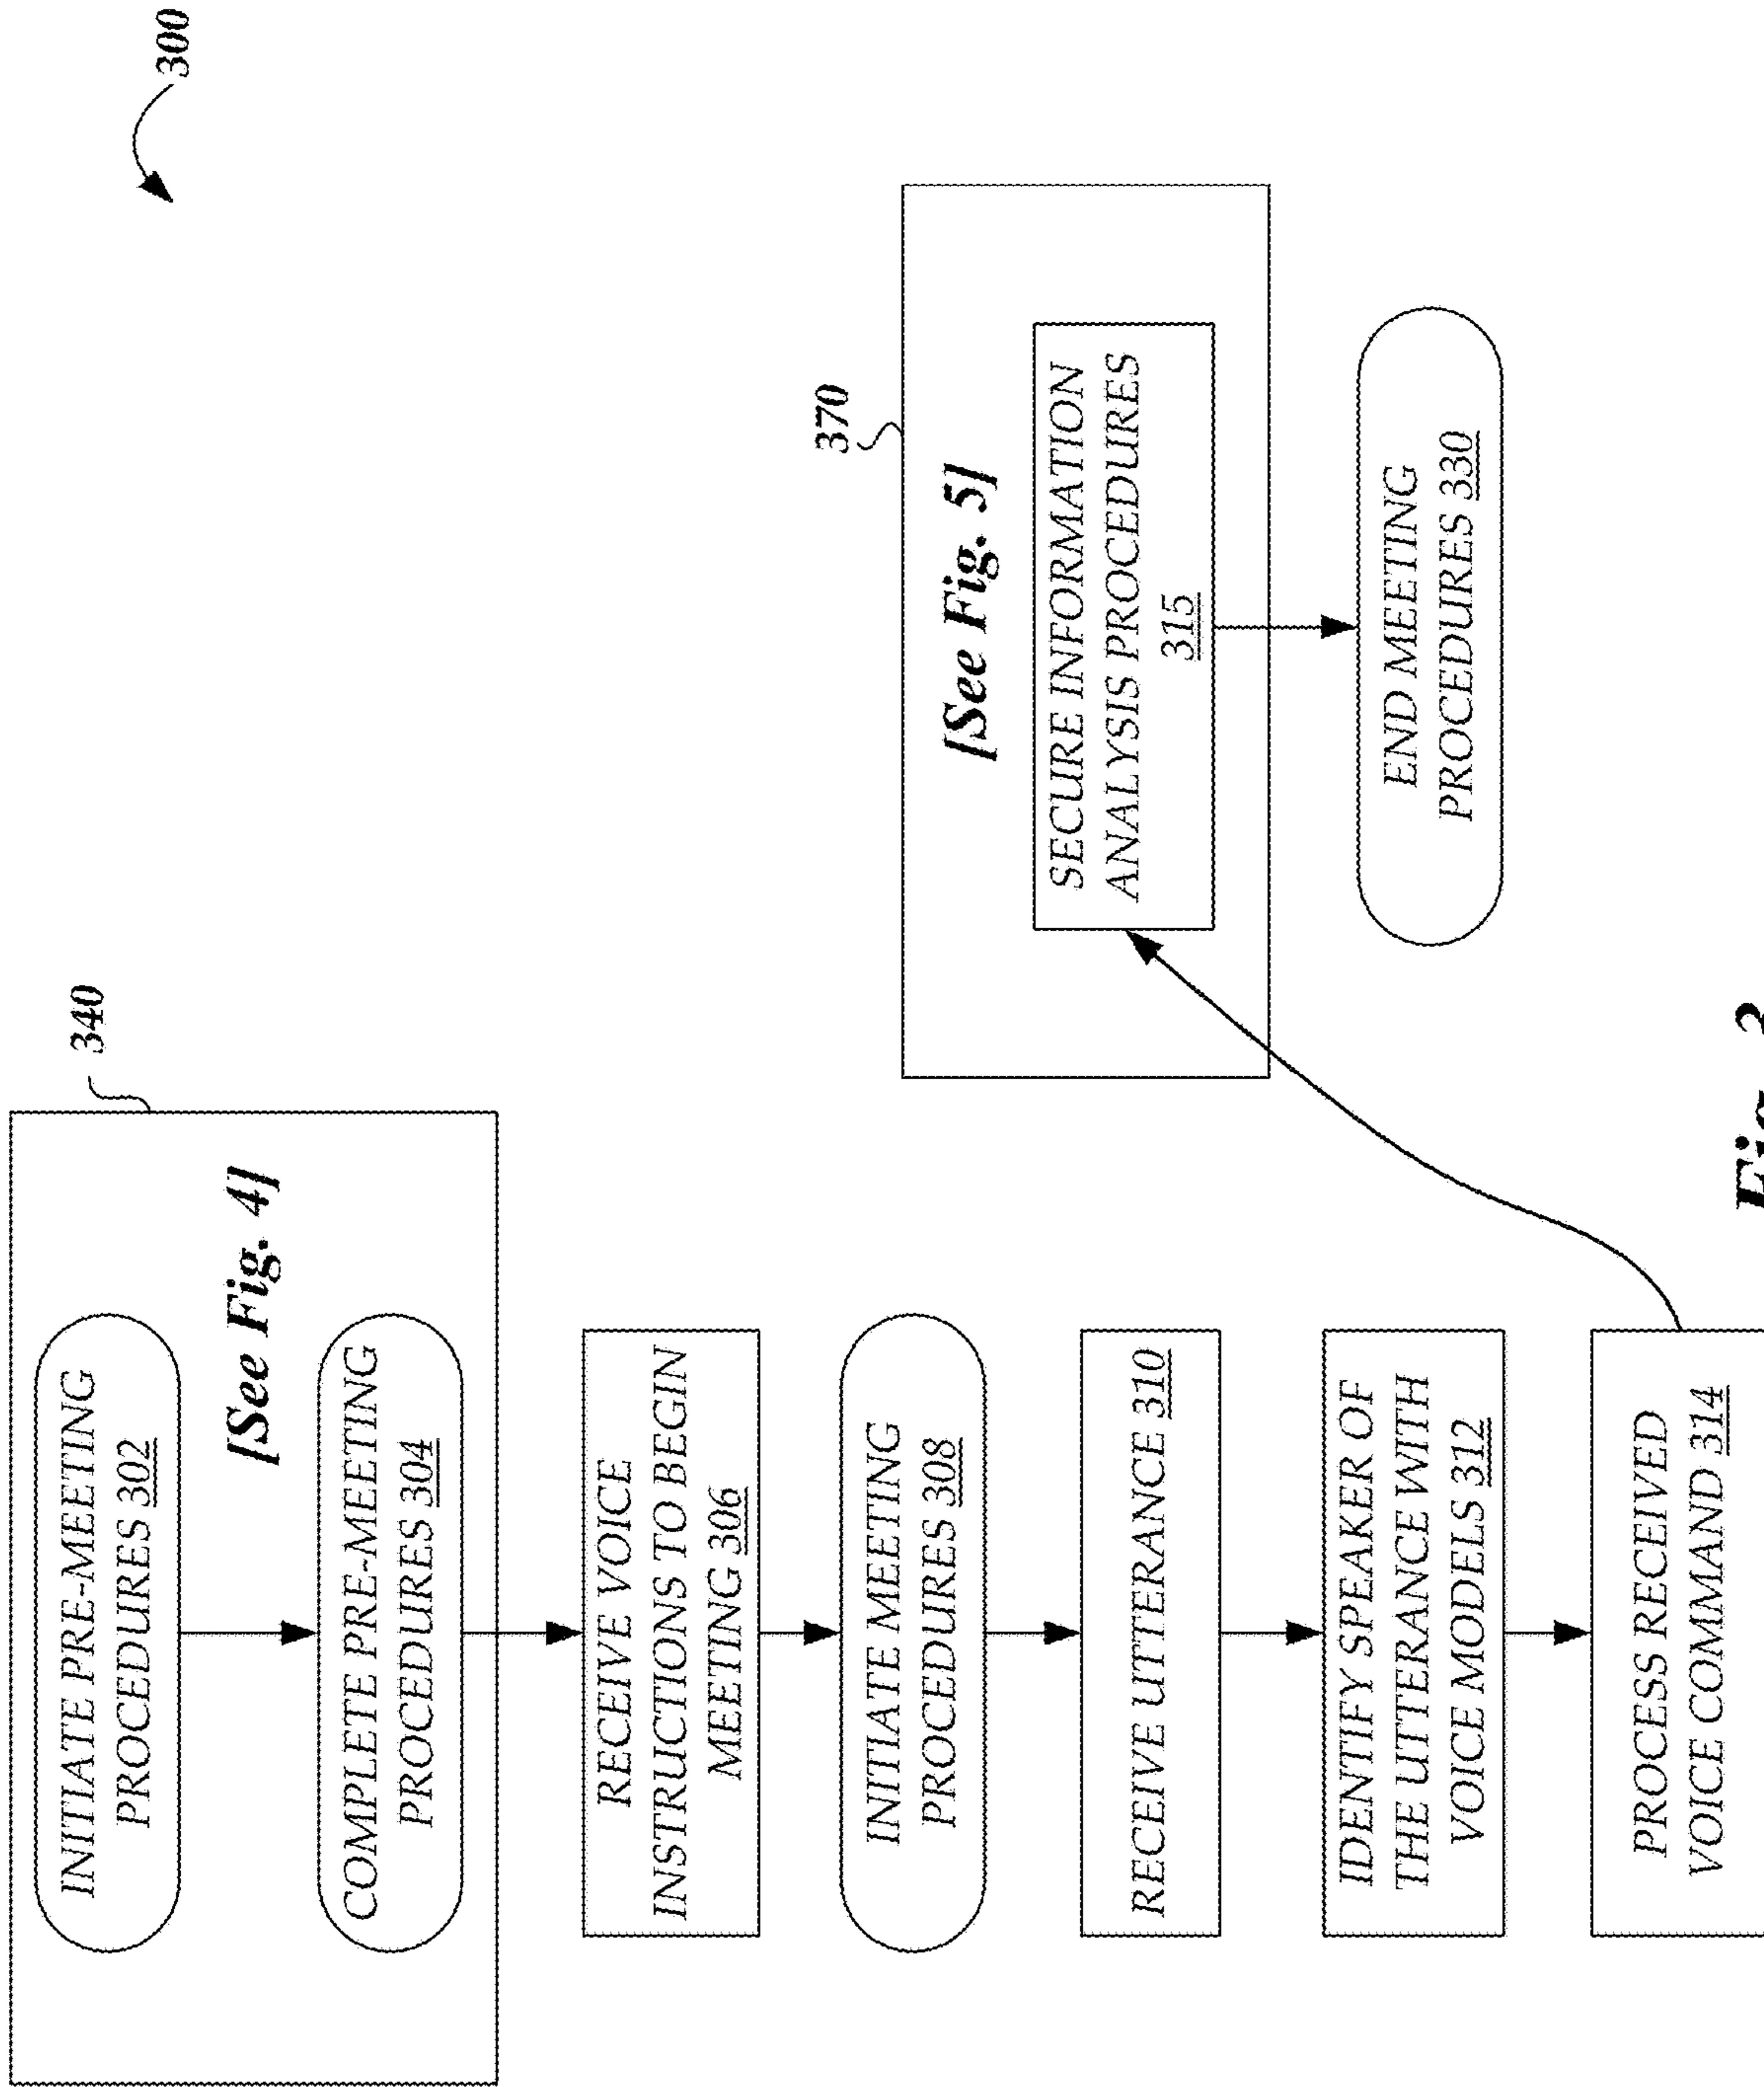 300
340
INITIATE PRE-MEETING
PROCEDURES 302
[See Fig. 4]
COMPLETE PRE-MEETING
PROCEDURES 304
RECEIVE VOICE
INSTRUCTIONS TO BEGIN
MEETING 306
INITIATE MEETING
PROCEDURES 308
RECEIVE UTTERANCE 310
IDENTIFY SPEAKER OF
THE UTTERANCE WITH
VOICE MODELS 312
PROCESS RECEIVED
VOICE COMMAND 314
370
[See Fig. 5]
SECURE INFORMATION
ANALYSIS PROCEDURES
315
END MEETING
PROCEDURES 330
Fig.